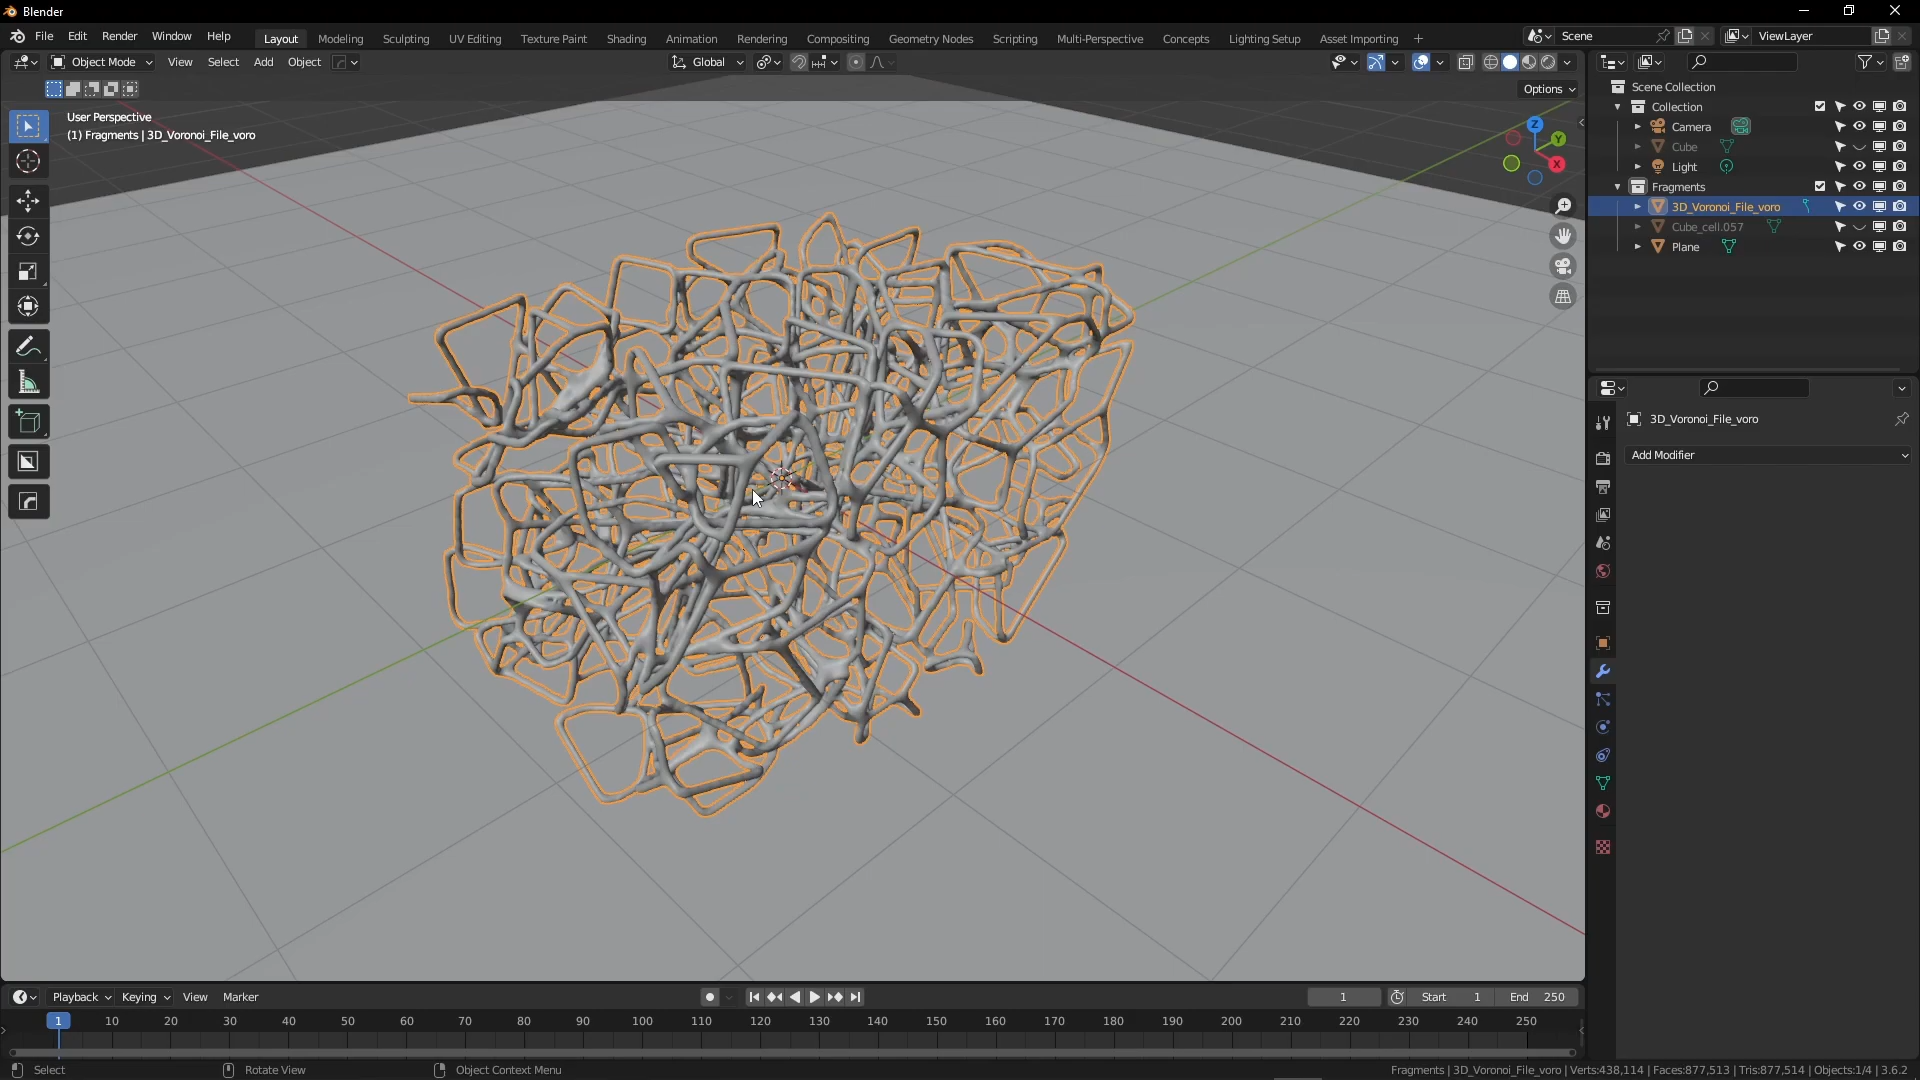 Blender
File Edit Render Window Help Layout Modeling Sculpting UV Editing Texture Paint Shading Animation Rendering Compositing Geometry Nodes Scripting Multi-Perspective Concepts Lighting Setup Asset Importing + Scene ViewLayer
Object Mode View Select Add Object Global
Options
User Perspective
(1) Fragments | 3D_Voronoi_File_voro
Z
Y
X
Scene Collection
Collection
Camera
Cube
Light
Fragments
3D_Voronoi_File_voro
Cube_cell.057
Plane
3D_Voronoi_File_voro
Add Modifier
Playback Keying View Marker 1 Start 1 End 250
1 10 20 30 40 50 60 70 80 90 100 110 120 130 140 150 160 170 180 190 200 210 220 230 240 250
Select Rotate View Object Context Menu Fragments | 3D_Voronoi_File_voro | Verts:438,114 | Faces:877,513 | Tris:877,514 | Objects:1/4 | 3.6.2